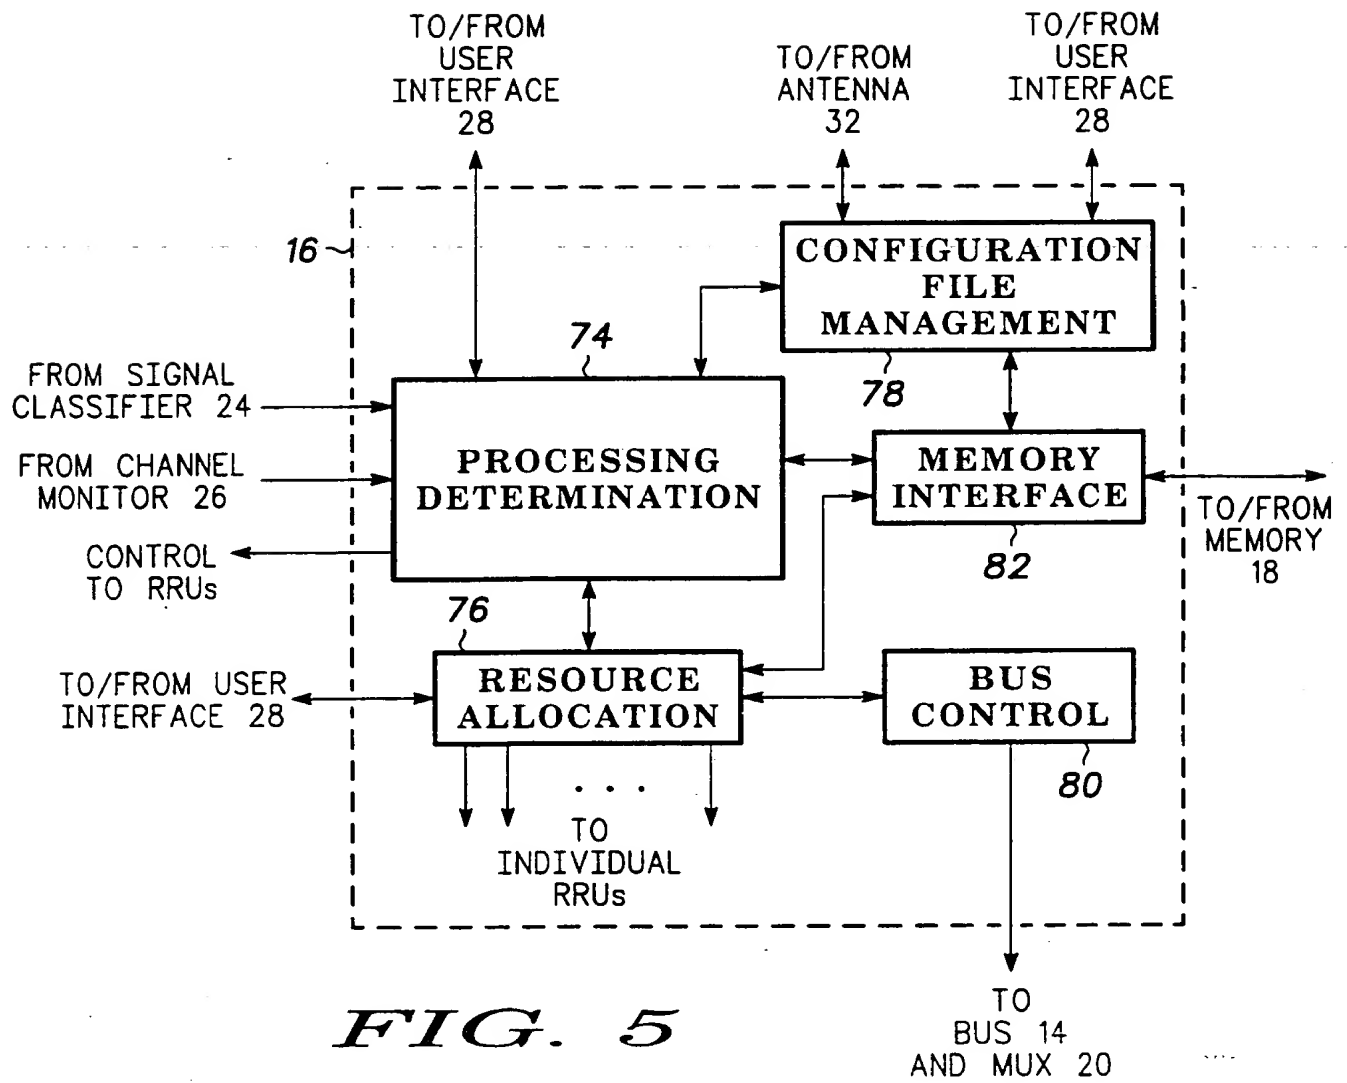 TO/FROM
USER
INTERFACE
28
TO/FROM
ANTENNA
32
TO/FROM
USER
INTERFACE
28
16
CONFIGURATION
FILE
MANAGEMENT
78
74
FROM SIGNAL
CLASSIFIER 24
FROM CHANNEL
MONITOR 26
CONTROL
TO RRUs
PROCESSING
DETERMINATION
MEMORY
INTERFACE
82
TO/FROM
MEMORY
18
76
TO/FROM USER
INTERFACE 28
RESOURCE
ALLOCATION
BUS
CONTROL
80
. . .
TO
INDIVIDUAL
RRUs
TO
BUS 14
AND MUX 20
FIG. 5